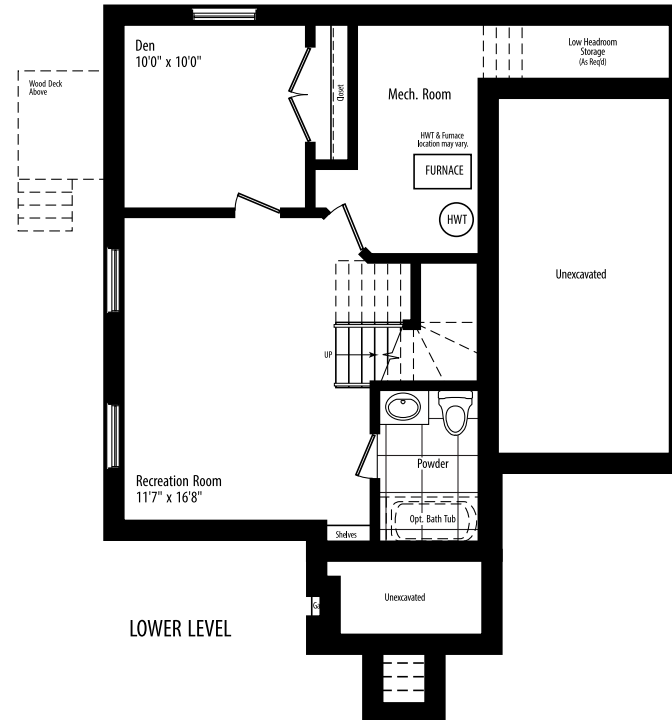 Den
10'0" x 10'0"
Wood Deck
Above
Closet
Mech. Room
Low Headroom
Storage
(As Req'd)
HWT & Furnace
location may vary.
FURNACE
HWT
Unexcavated
UP
Recreation Room
11'7" x 16'8"
Powder
Opt. Bath Tub
Shelves
Unexcavated
LOWER LEVEL